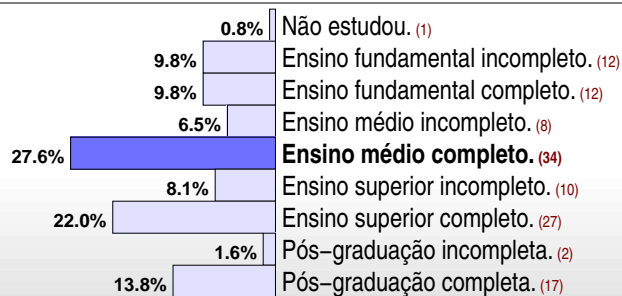 0.8% Não estudou. (1)
9.8% Ensino fundamental incompleto. (12)
9.8% Ensino fundamental completo. (12)
6.5% Ensino médio incompleto. (8)
27.6% Ensino médio completo. (34)
8.1% Ensino superior incompleto. (10)
22.0% Ensino superior completo. (27)
1.6% Pós−graduação incompleta. (2)
13.8% Pós−graduação completa. (17)